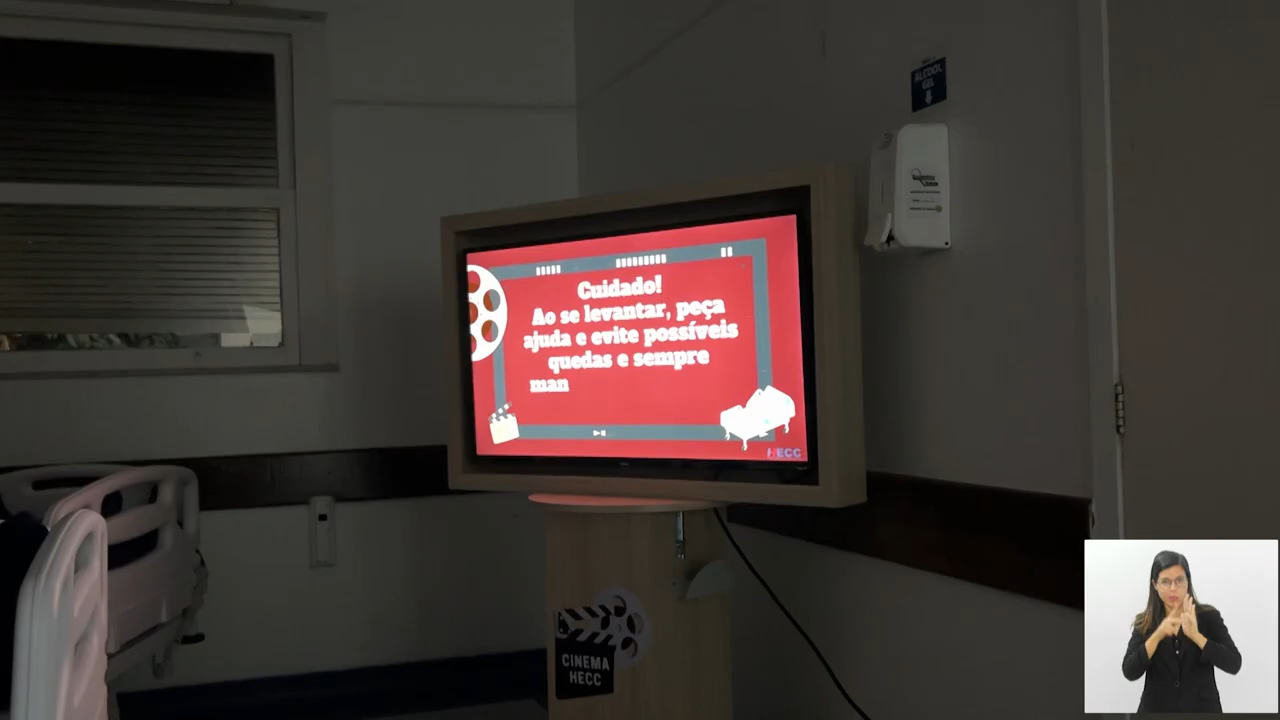 ÁLCOOL
GEL
Cuidado!
Ao se levantar, peça
ajuda e evite possíveis
quedas e sempre
man
HECC
CINEMA
HECC